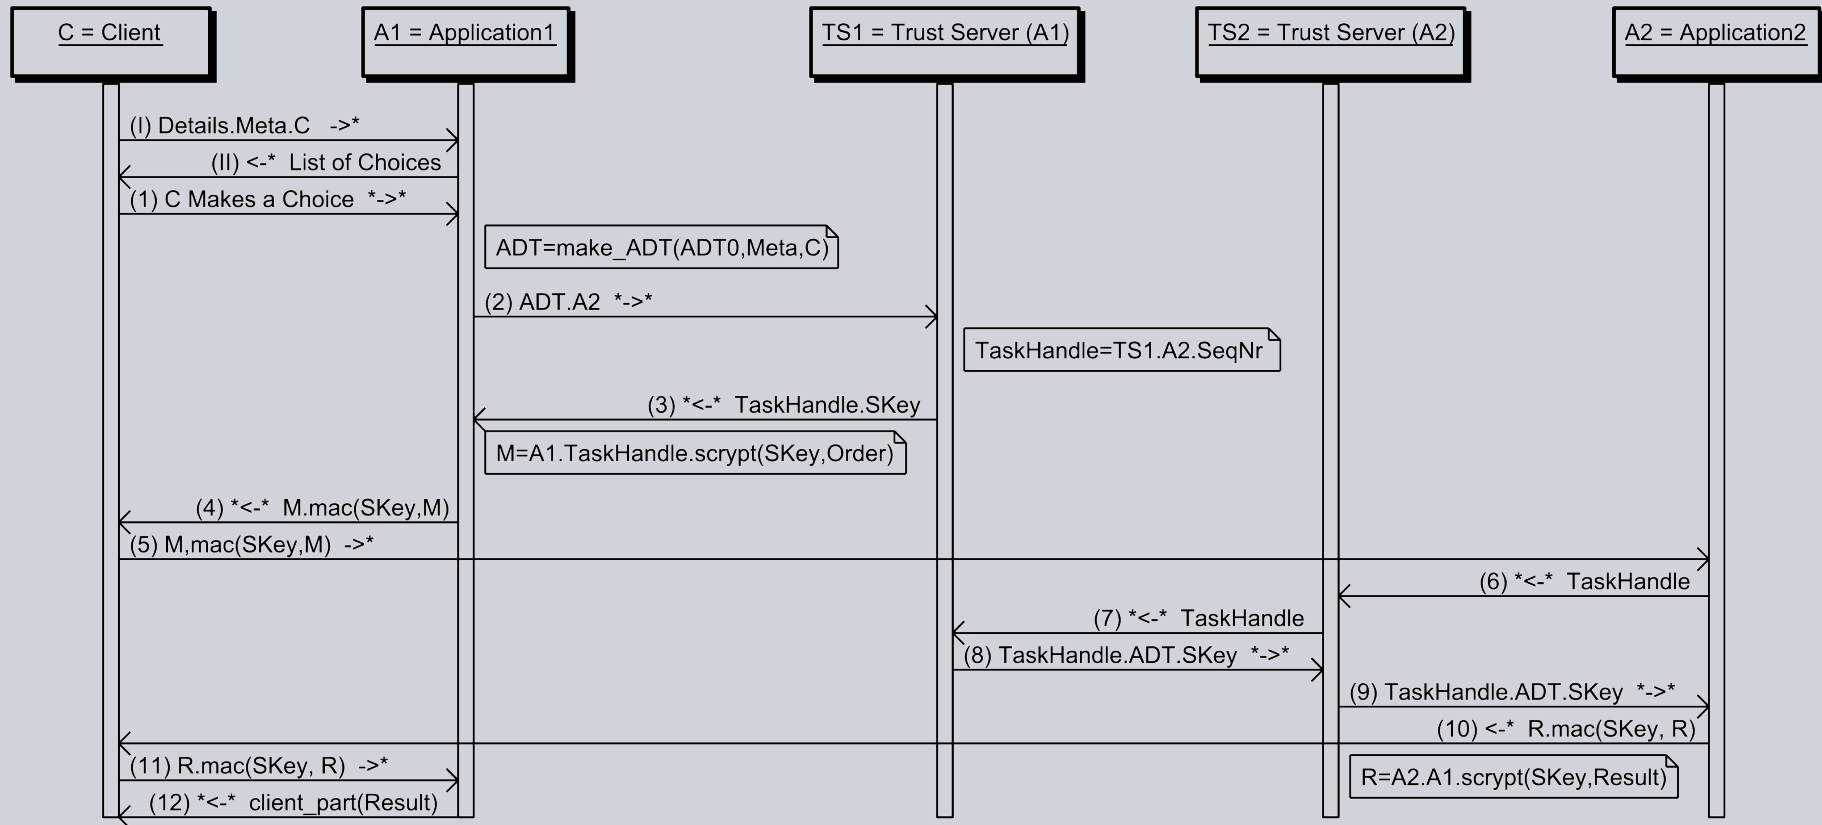 C = Client
A1 = Application1
TS1 = Trust Server (A1)
TS2 = Trust Server (A2)
A2 = Application2
(I) Details.Meta.C ->*
(II) <-* List of Choices
(1) C Makes a Choice *->*
ADT=make_ADT(ADT0,Meta,C)
(2) ADT.A2 *->*
TaskHandle=TS1.A2.SeqNr
(3) *<-* TaskHandle.SKey
M=A1.TaskHandle.scrypt(SKey,Order)
(4) *<-* M.mac(SKey,M)
(5) M,mac(SKey,M) ->*
(6) *<-* TaskHandle
(7) *<-* TaskHandle
(8) TaskHandle.ADT.SKey *->*
(9) TaskHandle.ADT.SKey *->*
(10) <-* R.mac(SKey, R)
(11) R.mac(SKey, R) ->*
R=A2.A1.scrypt(SKey,Result)
(12) *<-* client_part(Result)